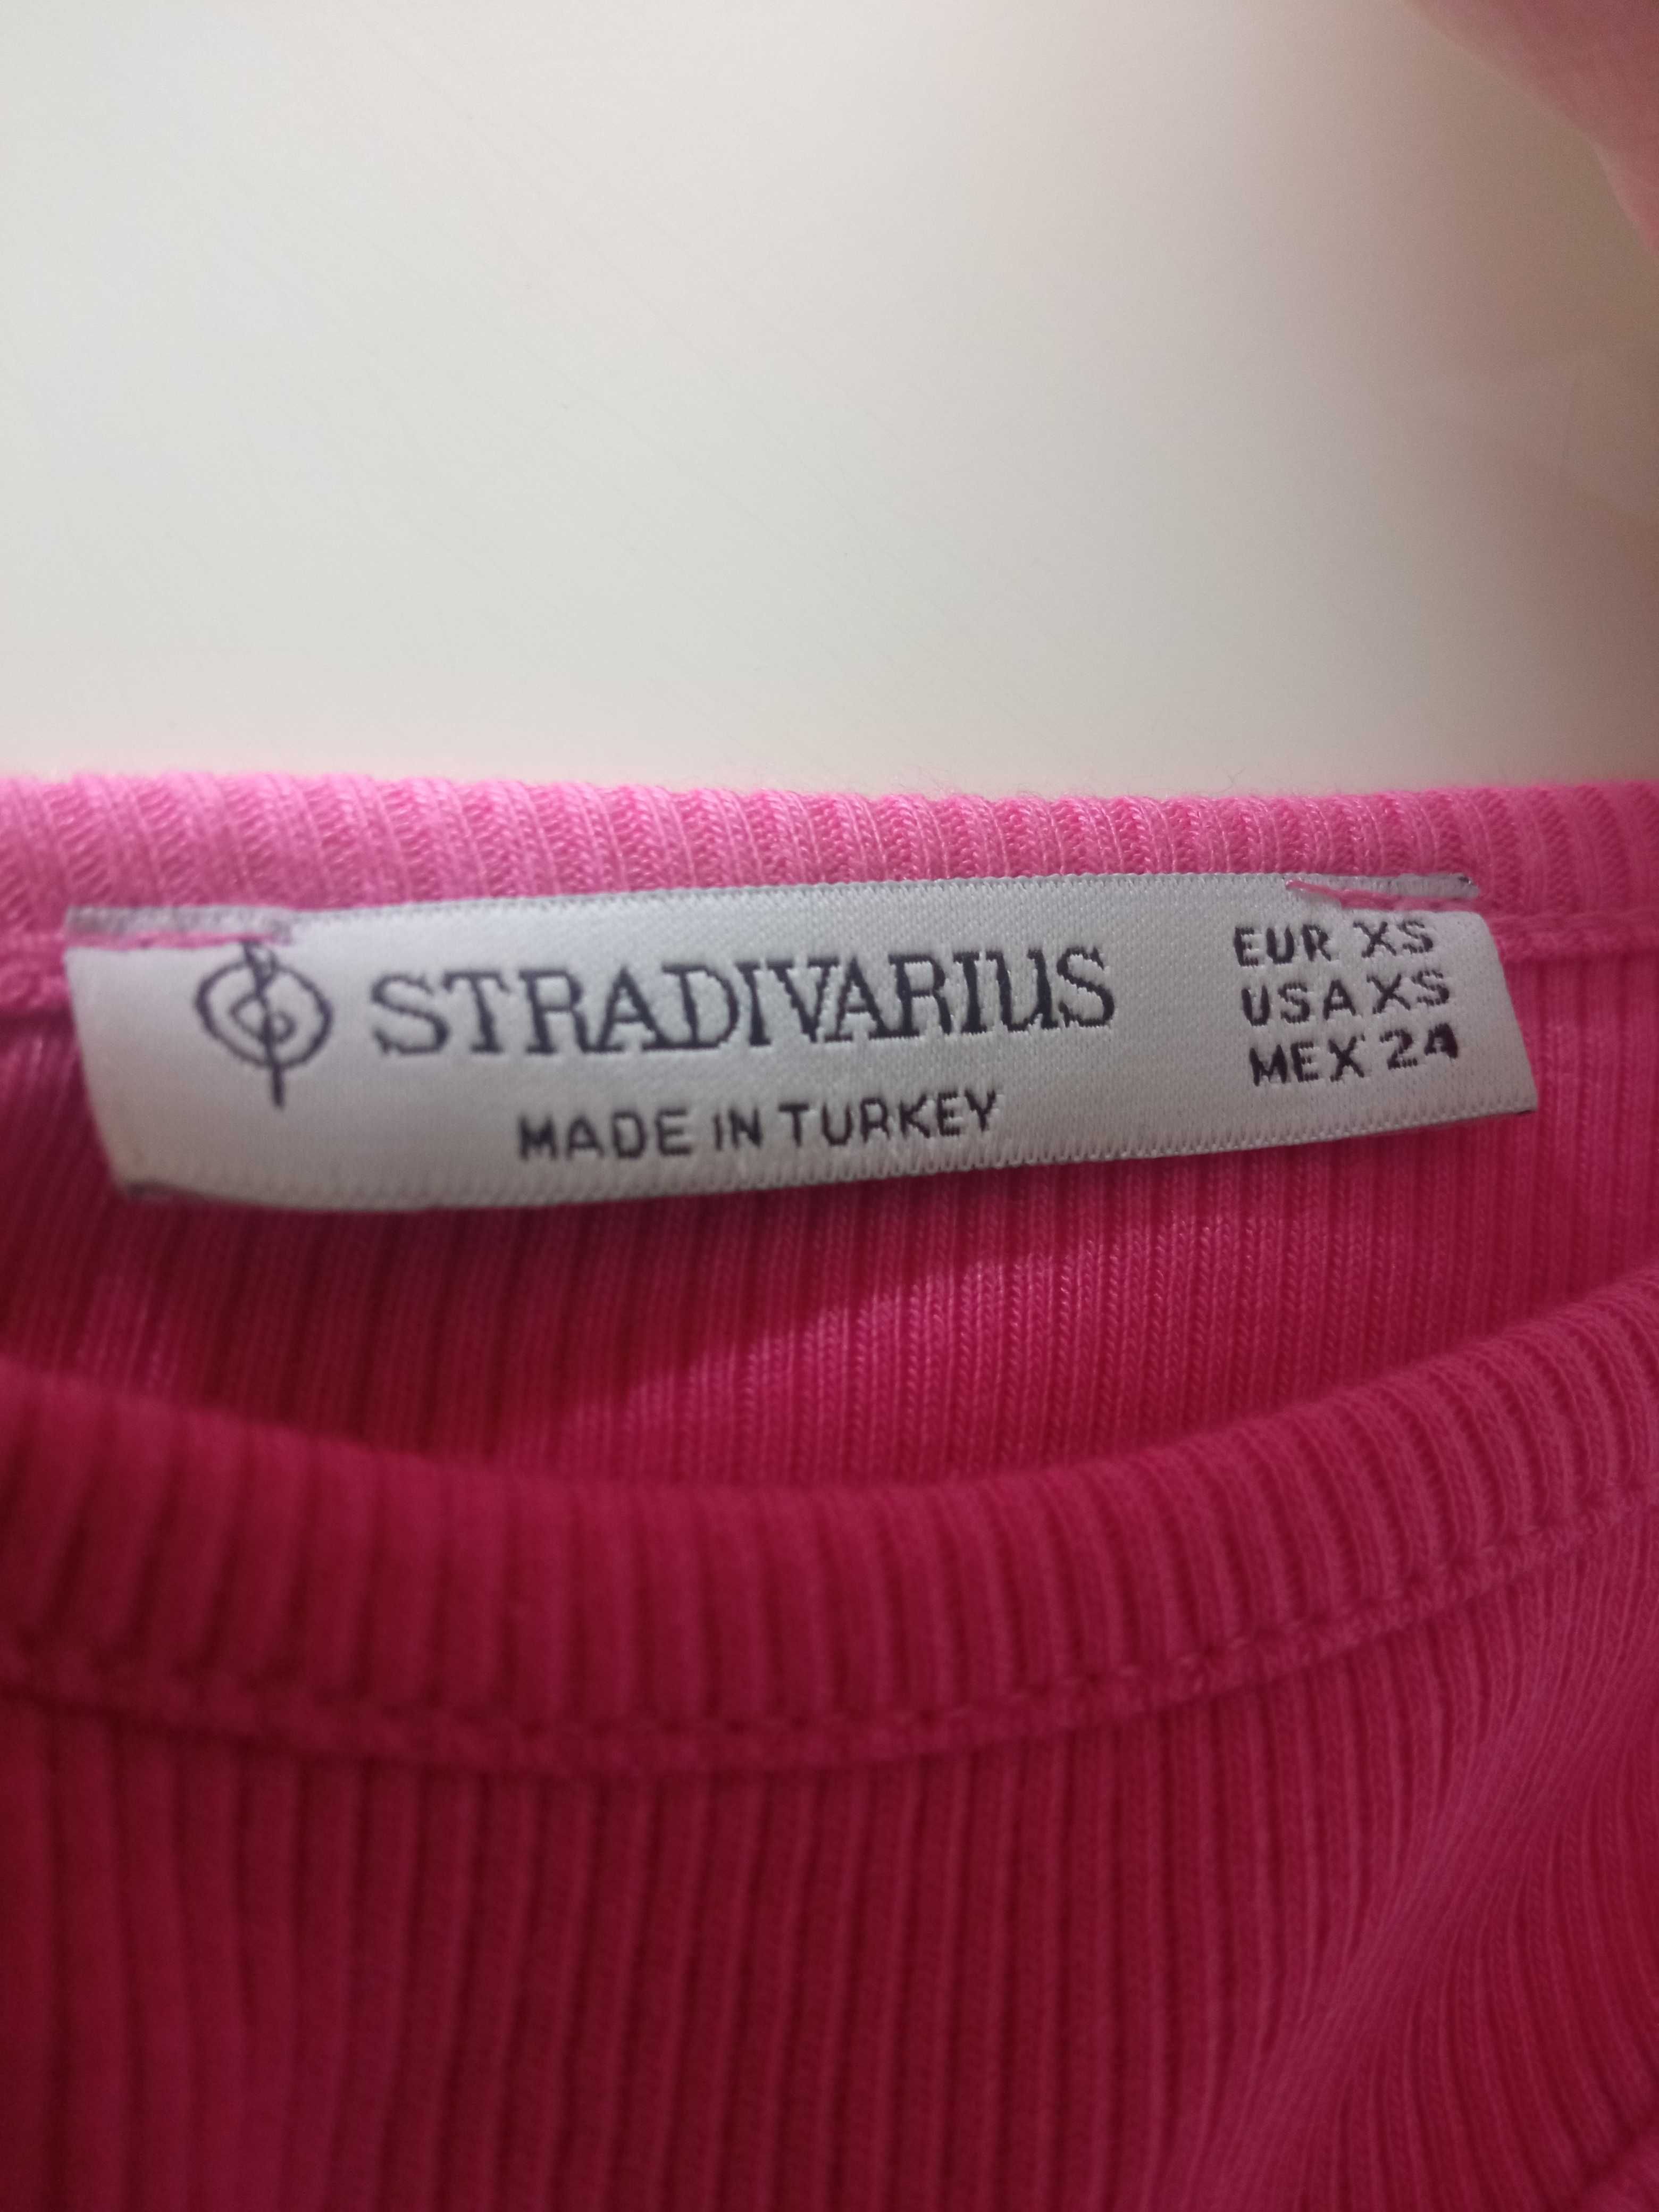 STRADIVARIUS
MADE IN TURKEY
EUR XS
USA XS
MEX 24